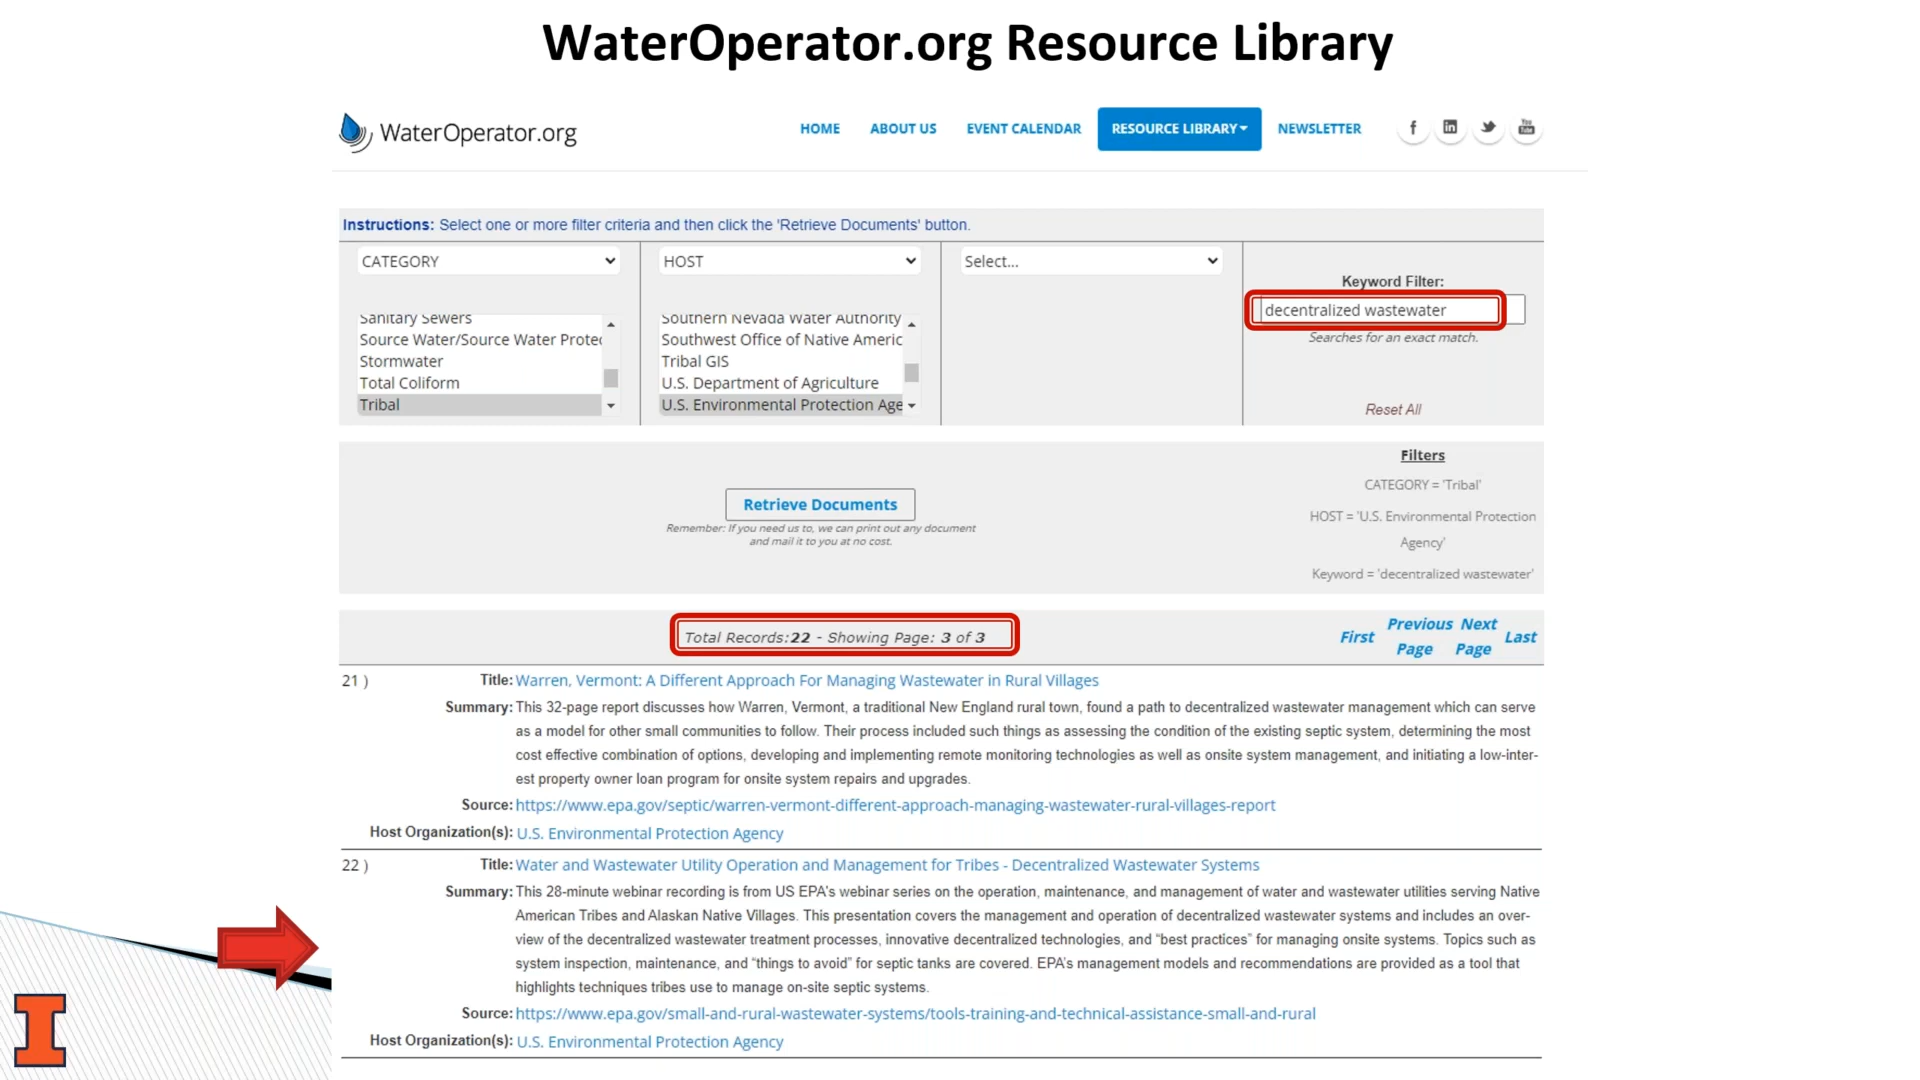 WaterOperator.org Resource Library
WaterOperator.org
HOME ABOUT US EVENT CALENDAR RESOURCE LIBRARY NEWSLETTER
Instructions: Select one or more filter criteria and then click the 'Retrieve Documents' button.
CATEGORY HOST Select...
Keyword Filter:
decentralized wastewater
Searches for an exact match.
Sanitary Sewers
Source Water/Source Water Protec
Stormwater
Total Coliform
Tribal
Southern Nevada Water Authority
Southwest Office of Native Americ
Tribal GIS
U.S. Department of Agriculture
U.S. Environmental Protection Age
Reset All
Retrieve Documents
Remember: If you need us to, we can print out any document
and mail it to you at no cost.
Filters
CATEGORY = 'Tribal'
HOST = 'U.S. Environmental Protection
Agency'
Keyword = 'decentralized wastewater'
Total Records:22 - Showing Page: 3 of 3
First Previous Page Next Page Last
21 ) Title: Warren, Vermont: A Different Approach For Managing Wastewater in Rural Villages
Summary: This 32-page report discusses how Warren, Vermont, a traditional New England rural town, found a path to decentralized wastewater management which can serve
as a model for other small communities to follow. Their process included such things as assessing the condition of the existing septic system, determining the most
cost effective combination of options, developing and implementing remote monitoring technologies as well as onsite system management, and initiating a low-inter-
est property owner loan program for onsite system repairs and upgrades.
Source: https://www.epa.gov/septic/warren-vermont-different-approach-managing-wastewater-rural-villages-report
Host Organization(s): U.S. Environmental Protection Agency
22 ) Title: Water and Wastewater Utility Operation and Management for Tribes - Decentralized Wastewater Systems
Summary: This 28-minute webinar recording is from US EPA's webinar series on the operation, maintenance, and management of water and wastewater utilities serving Native
American Tribes and Alaskan Native Villages. This presentation covers the management and operation of decentralized wastewater systems and includes an over-
view of the decentralized wastewater treatment processes, innovative decentralized technologies, and “best practices” for managing onsite systems. Topics such as
system inspection, maintenance, and “things to avoid” for septic tanks are covered. EPA's management models and recommendations are provided as a tool that
highlights techniques tribes use to manage on-site septic systems.
Source: https://www.epa.gov/small-and-rural-wastewater-systems/tools-training-and-technical-assistance-small-and-rural
Host Organization(s): U.S. Environmental Protection Agency